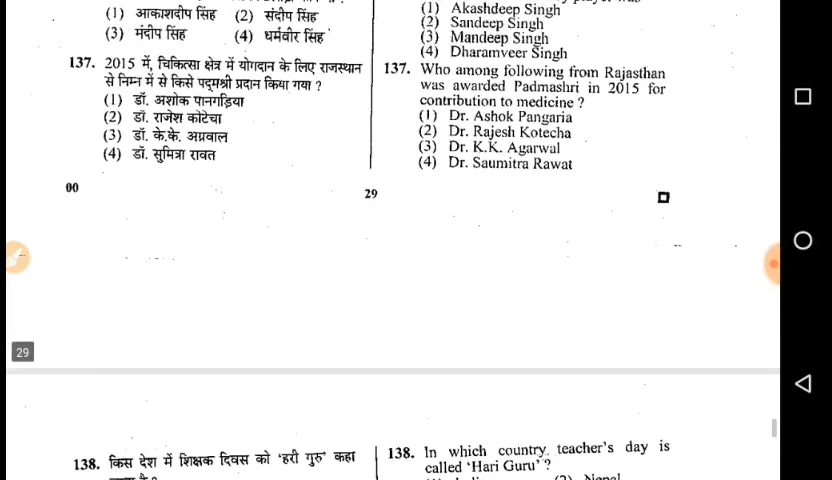 (1) आकाशदीप सिंह (2) संदीप सिंह
(3) मंदीप सिंह (4) धर्मवीर सिंह
137. 2015 में, चिकित्सा क्षेत्र में योगदान के लिए राजस्थान
से निम्न में से किसे पद्मश्री प्रदान किया गया ?
(1) डॉ. अशोक पानगड़िया
(2) डॉ. राजेश कोटेचा
(3) डॉ. के.के. अग्रवाल
(4) डॉ. सुमित्रा रावत
00
(1) Akashdeep Singh
(2) Sandeep Singh
(3) Mandeep Singh
(4) Dharamveer Singh
137. Who among following from Rajasthan
was awarded Padmashri in 2015 for
contribution to medicine ?
(1) Dr. Ashok Pangaria
(2) Dr. Rajesh Kotecha
(3) Dr. K.K. Agarwal
(4) Dr. Saumitra Rawat
29
29
138. किस देश में शिक्षक दिवस को 'हरी गुरु' कहा
138. In which country teacher's day is
called 'Hari Guru' ?
(2) Nepal